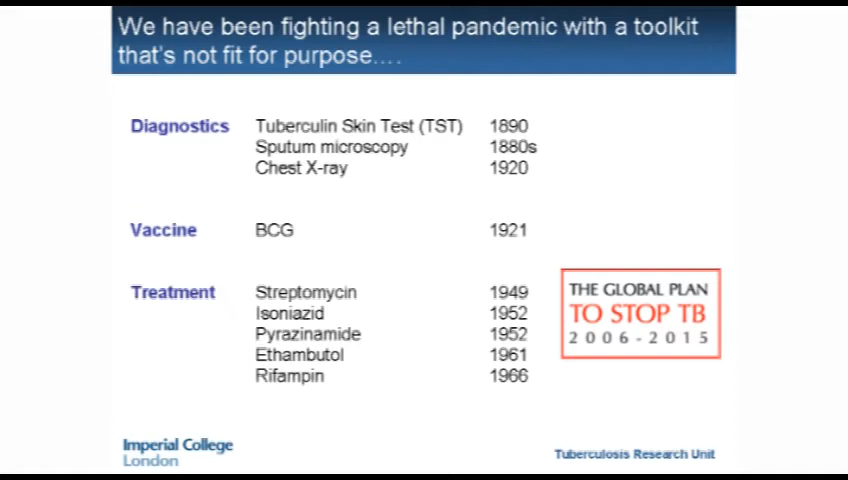 We have been fighting a lethal pandemic with a toolkit
that's not fit for purpose....
Diagnostics Tuberculin Skin Test (TST) 1890
Sputum microscopy 1880s
Chest X-ray 1920
Vaccine BCG 1921
Treatment Streptomycin 1949
Isoniazid 1952
Pyrazinamide 1952
Ethambutol 1961
Rifampin 1966
THE GLOBAL PLAN
TO STOP TB
2006-2015
Imperial College
London
Tuberculosis Research Unit